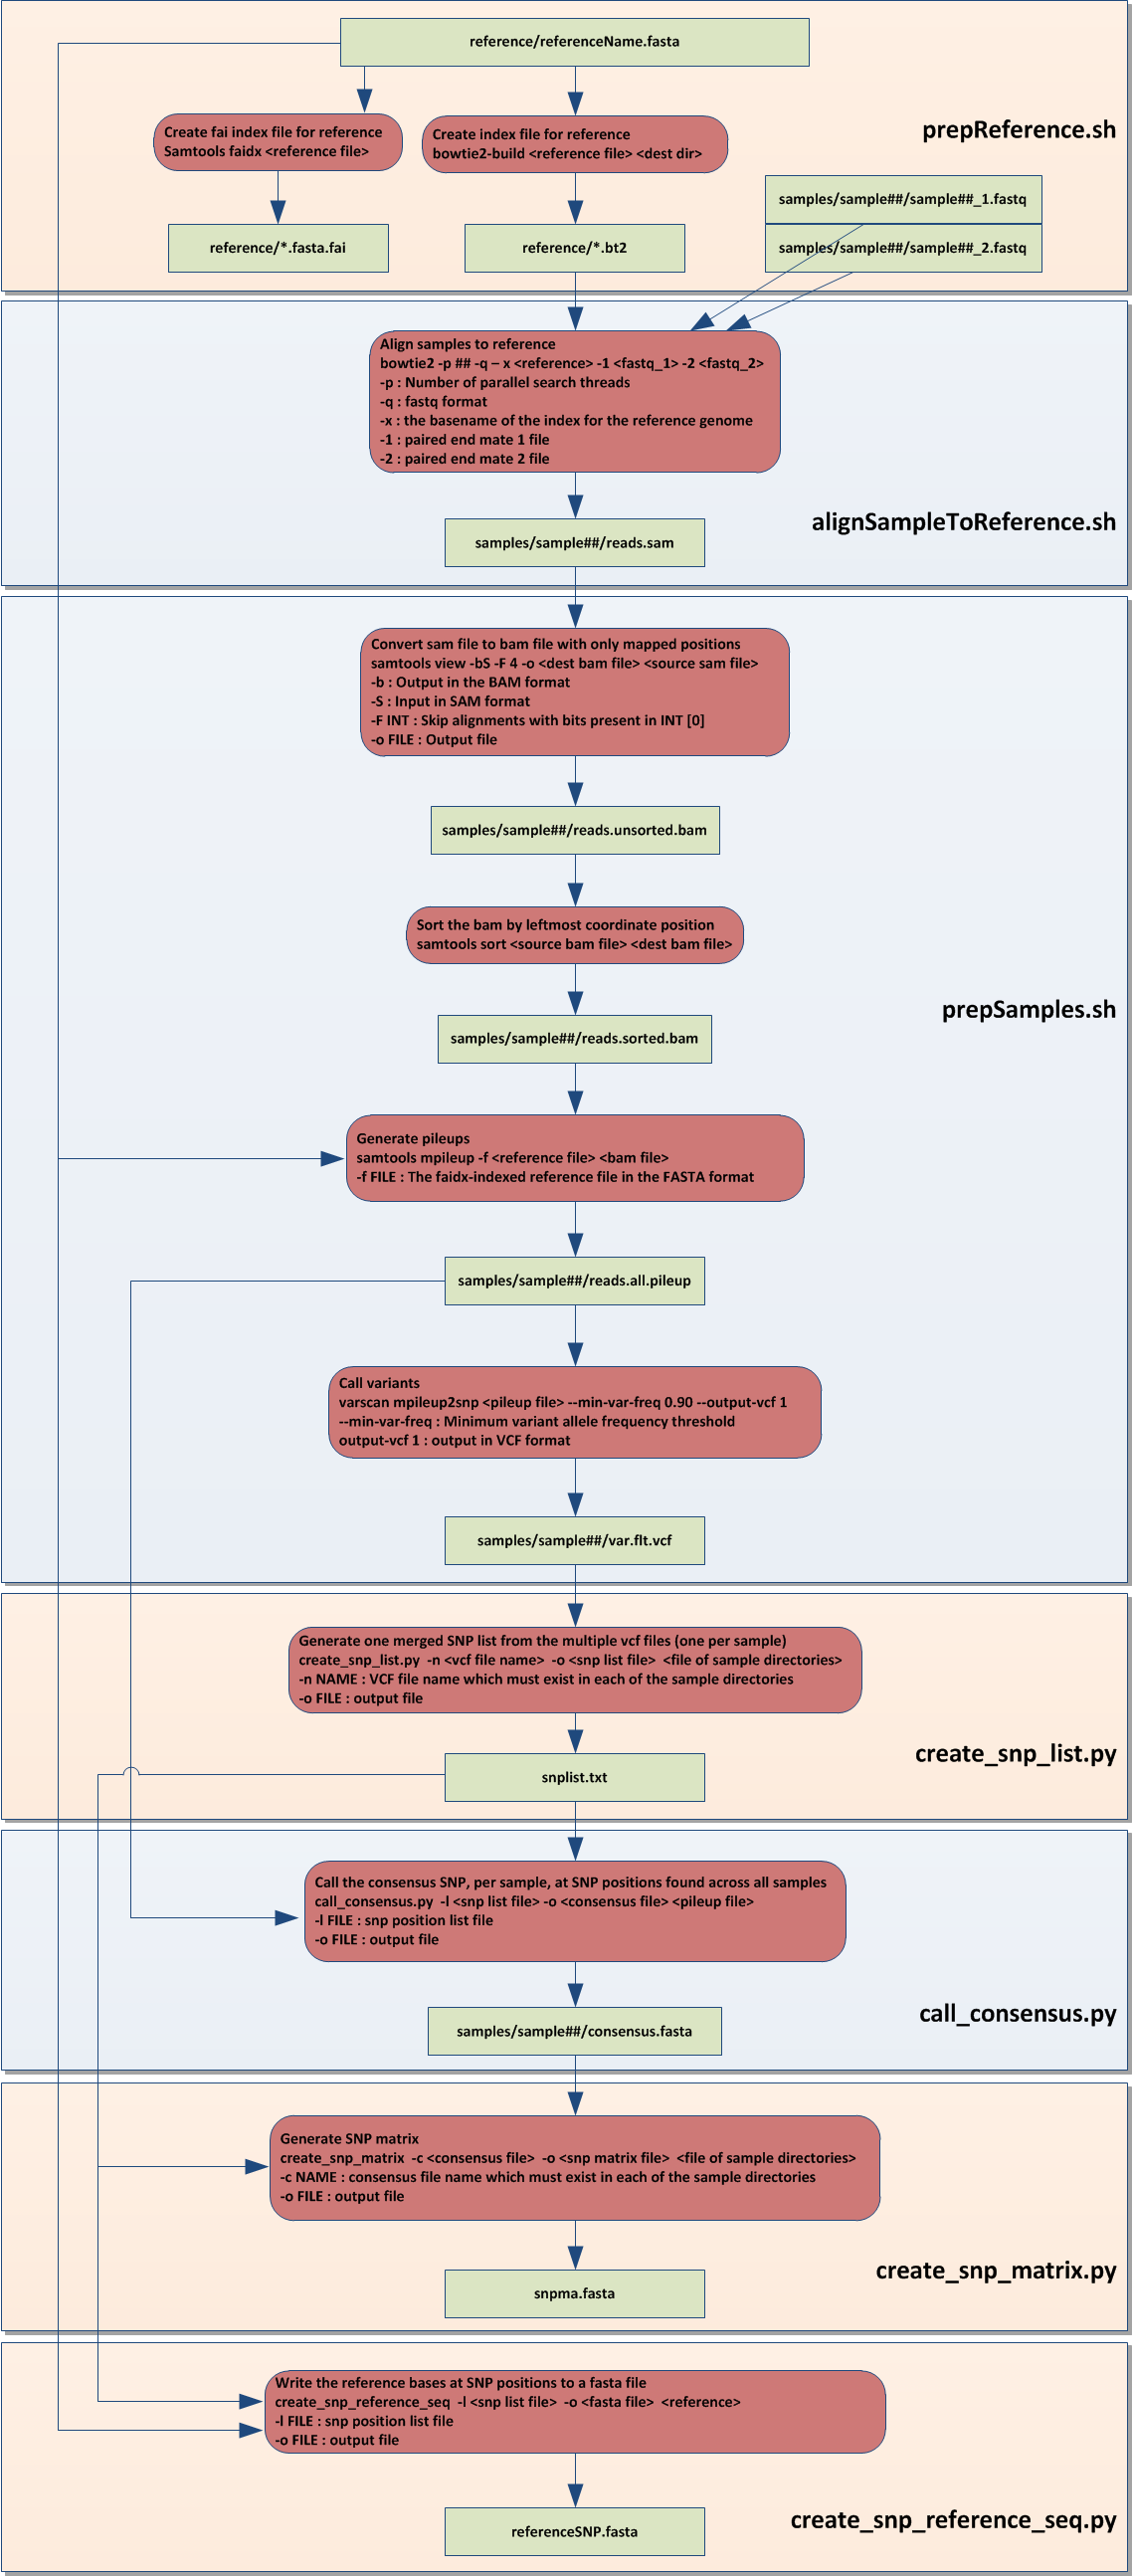 reference/referenceName.fasta
prepReference.sh
Create fai index file for reference
Samtools faidx <reference file>
Create index file for reference
bowtie2-build <reference file> <dest dir>
samples/sample##/sample##_1.fastq
reference/*.fasta.fai
reference/*.bt2
samples/sample##/sample##_2.fastq
Align samples to reference
bowtie2 -p ## -q – x <reference> -1 <fastq_1> -2 <fastq_2>
-p : Number of parallel search threads
-q : fastq format
-x : the basename of the index for the reference genome
-1 : paired end mate 1 file
-2 : paired end mate 2 file
alignSampleToReference.sh
samples/sample##/reads.sam
Convert sam file to bam file with only mapped positions
samtools view -bS -F 4 -o <dest bam file> <source sam file>
-b : Output in the BAM format
-S : Input in SAM format
-F INT : Skip alignments with bits present in INT [0]
-o FILE : Output file
samples/sample##/reads.unsorted.bam
Sort the bam by leftmost coordinate position
samtools sort <source bam file> <dest bam file>
prepSamples.sh
samples/sample##/reads.sorted.bam
Generate pileups
samtools mpileup -f <reference file> <bam file>
-f FILE : The faidx-indexed reference file in the FASTA format
samples/sample##/reads.all.pileup
Call variants
varscan mpileup2snp <pileup file> --min-var-freq 0.90 --output-vcf 1
--min-var-freq : Minimum variant allele frequency threshold
output-vcf 1 : output in VCF format
samples/sample##/var.flt.vcf
Generate one merged SNP list from the multiple vcf files (one per sample)
create_snp_list.py -n <vcf file name> -o <snp list file> <file of sample directories>
-n NAME : VCF file name which must exist in each of the sample directories
-o FILE : output file
create_snp_list.py
snplist.txt
Call the consensus SNP, per sample, at SNP positions found across all samples
call_consensus.py -l <snp list file> -o <consensus file> <pileup file>
-l FILE : snp position list file
-o FILE : output file
call_consensus.py
samples/sample##/consensus.fasta
Generate SNP matrix
create_snp_matrix -c <consensus file> -o <snp matrix file> <file of sample directories>
-c NAME : consensus file name which must exist in each of the sample directories
-o FILE : output file
create_snp_matrix.py
snpma.fasta
Write the reference bases at SNP positions to a fasta file
create_snp_reference_seq -l <snp list file> -o <fasta file> <reference>
-l FILE : snp position list file
-o FILE : output file
create_snp_reference_seq.py
referenceSNP.fasta